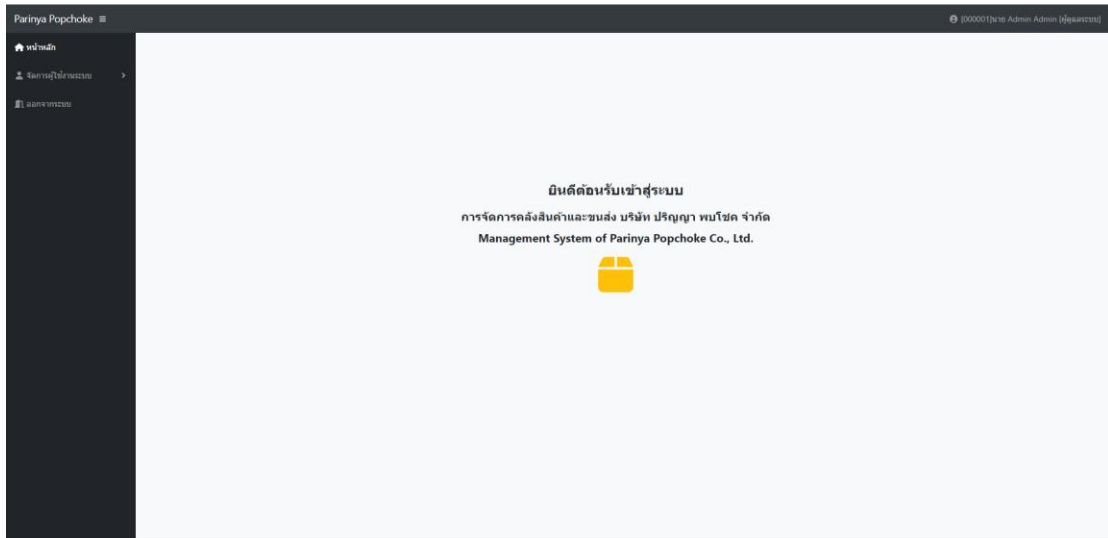 Parinya Popchoke
(000001)นาย Admin Admin (ผู้ดูแลระบบ)
หน้าหลัก
จัดการผู้ใช้งานระบบ
ออกจากระบบ
ยินดีต้อนรับเข้าสู่ระบบ
การจัดการคลังสินค้าและขนส่ง บริษัท ปริญญา พบโชค จำกัด
Management System of Parinya Popchoke Co., Ltd.